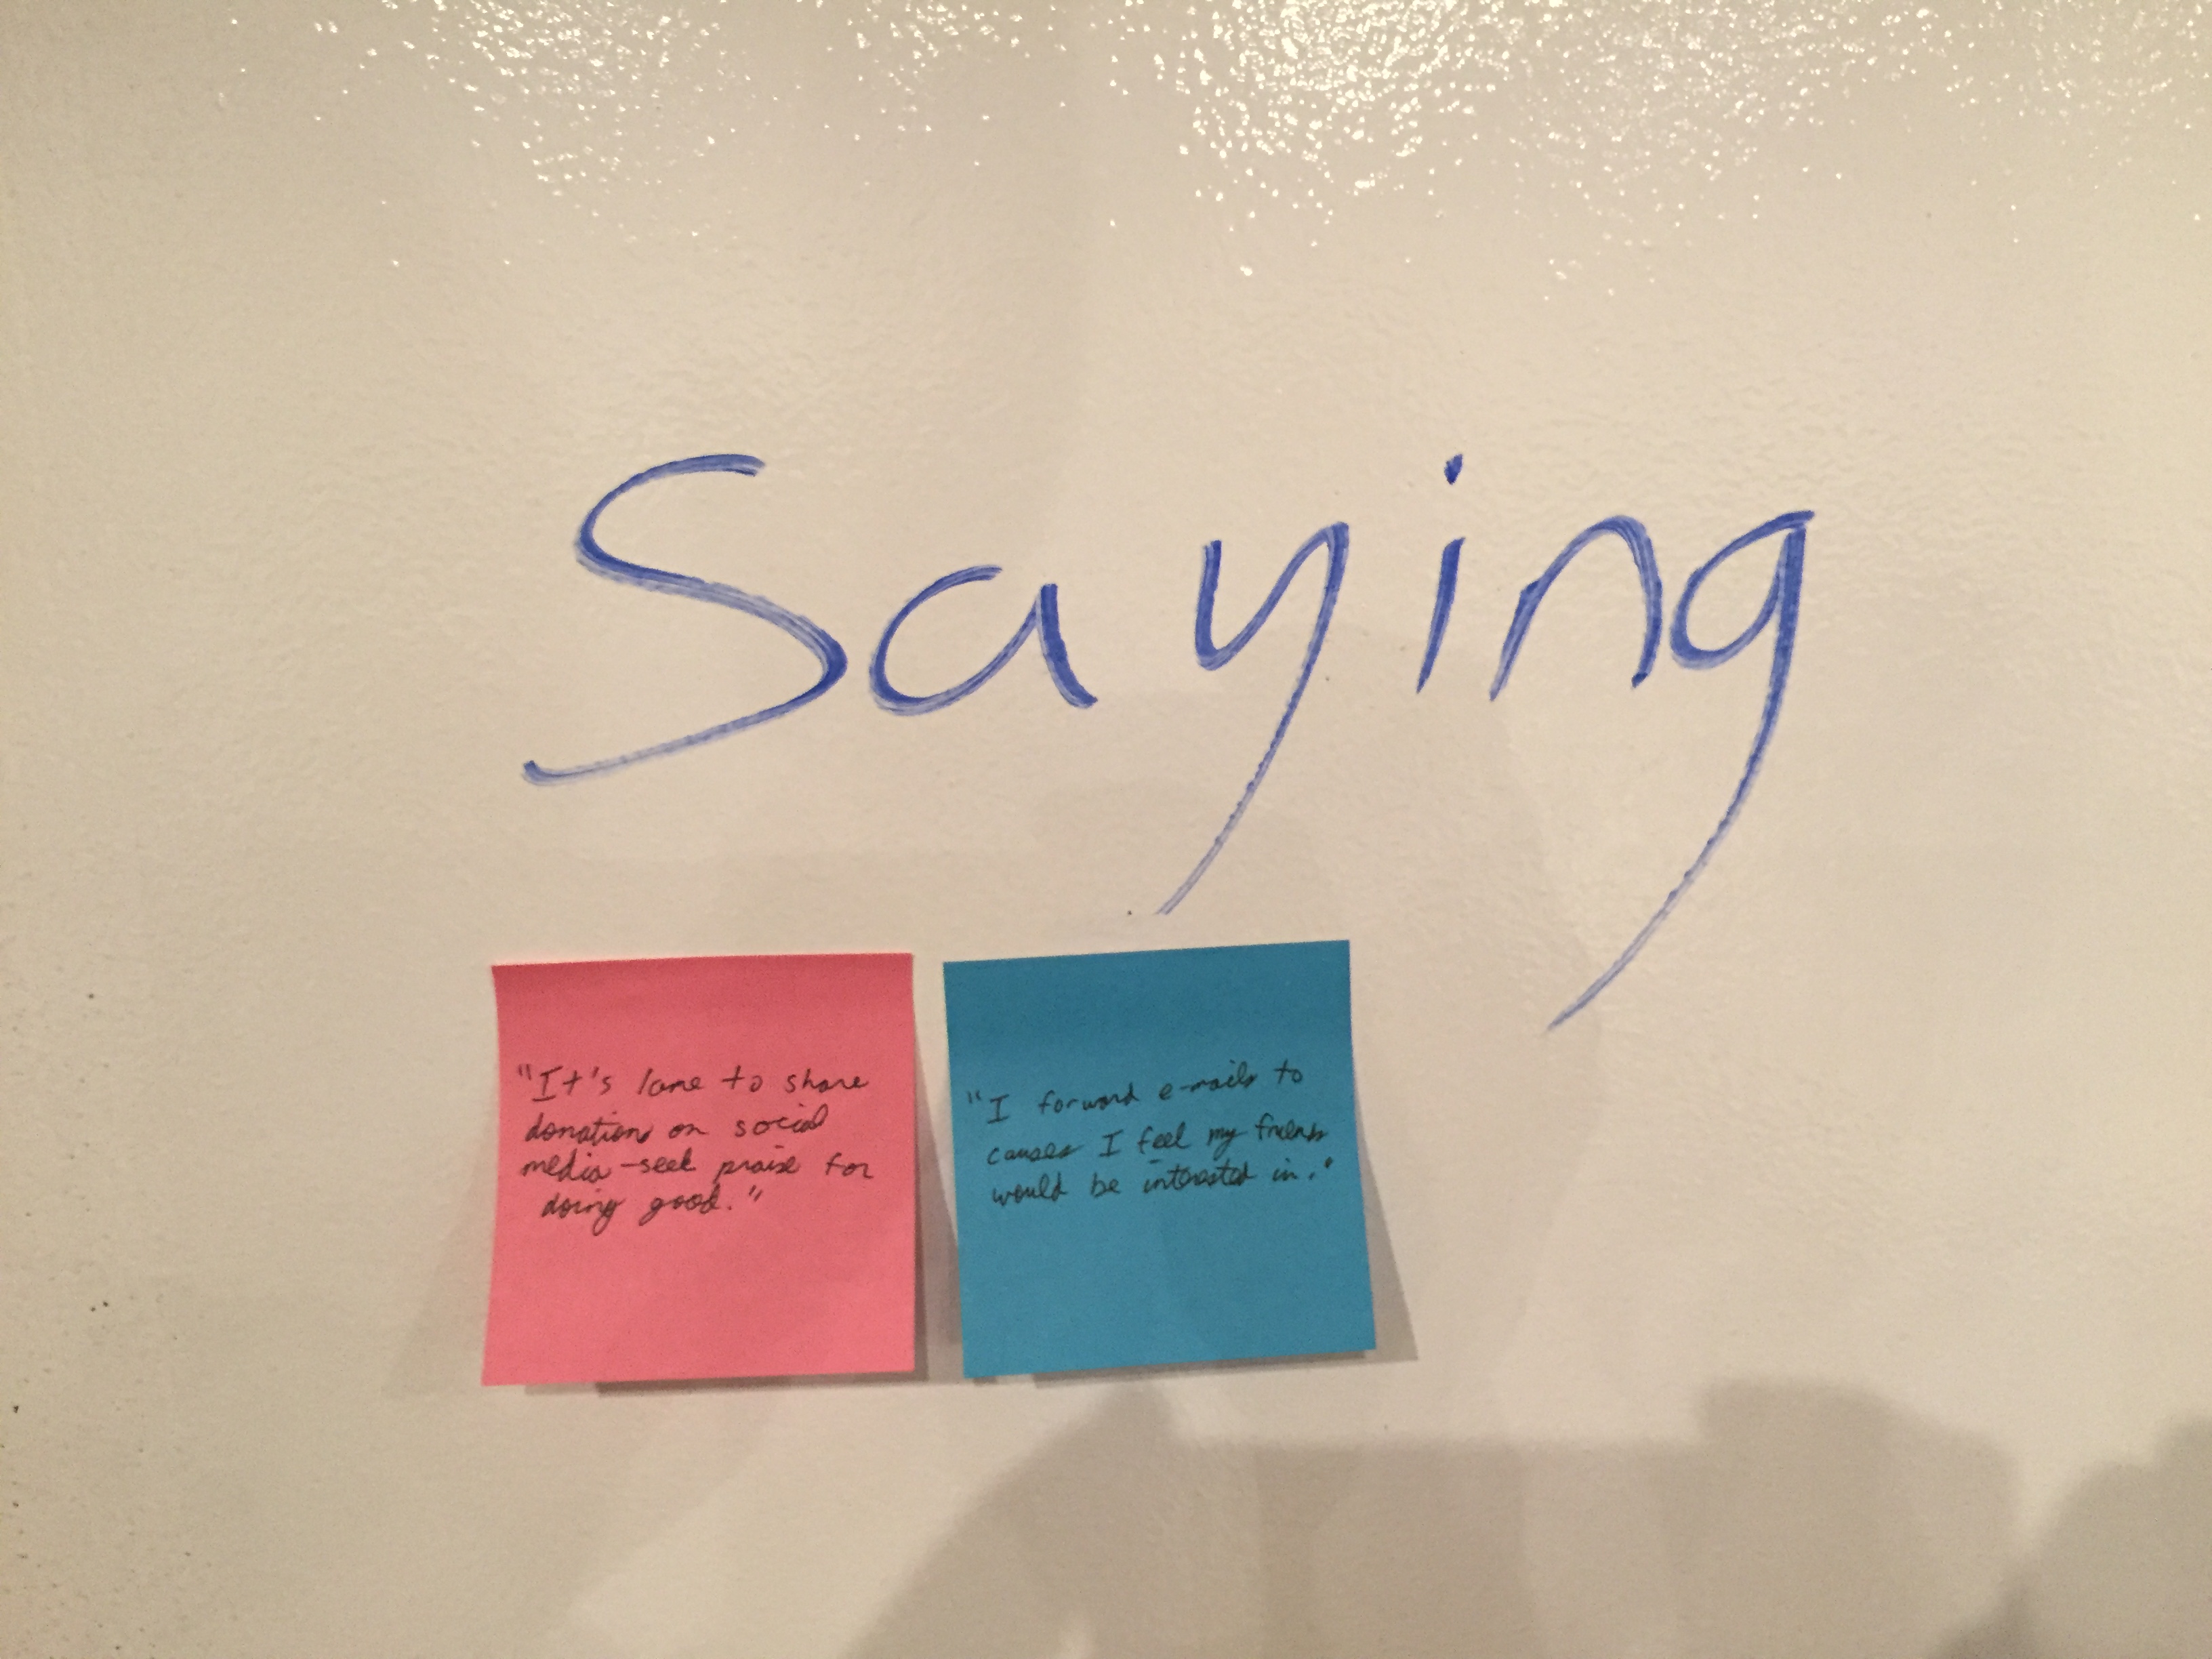 Saying
"It's lame to share
donations on social
media - seek praise for
doing good."
"I forward e-mails to
causes I feel my friends
would be interested in."